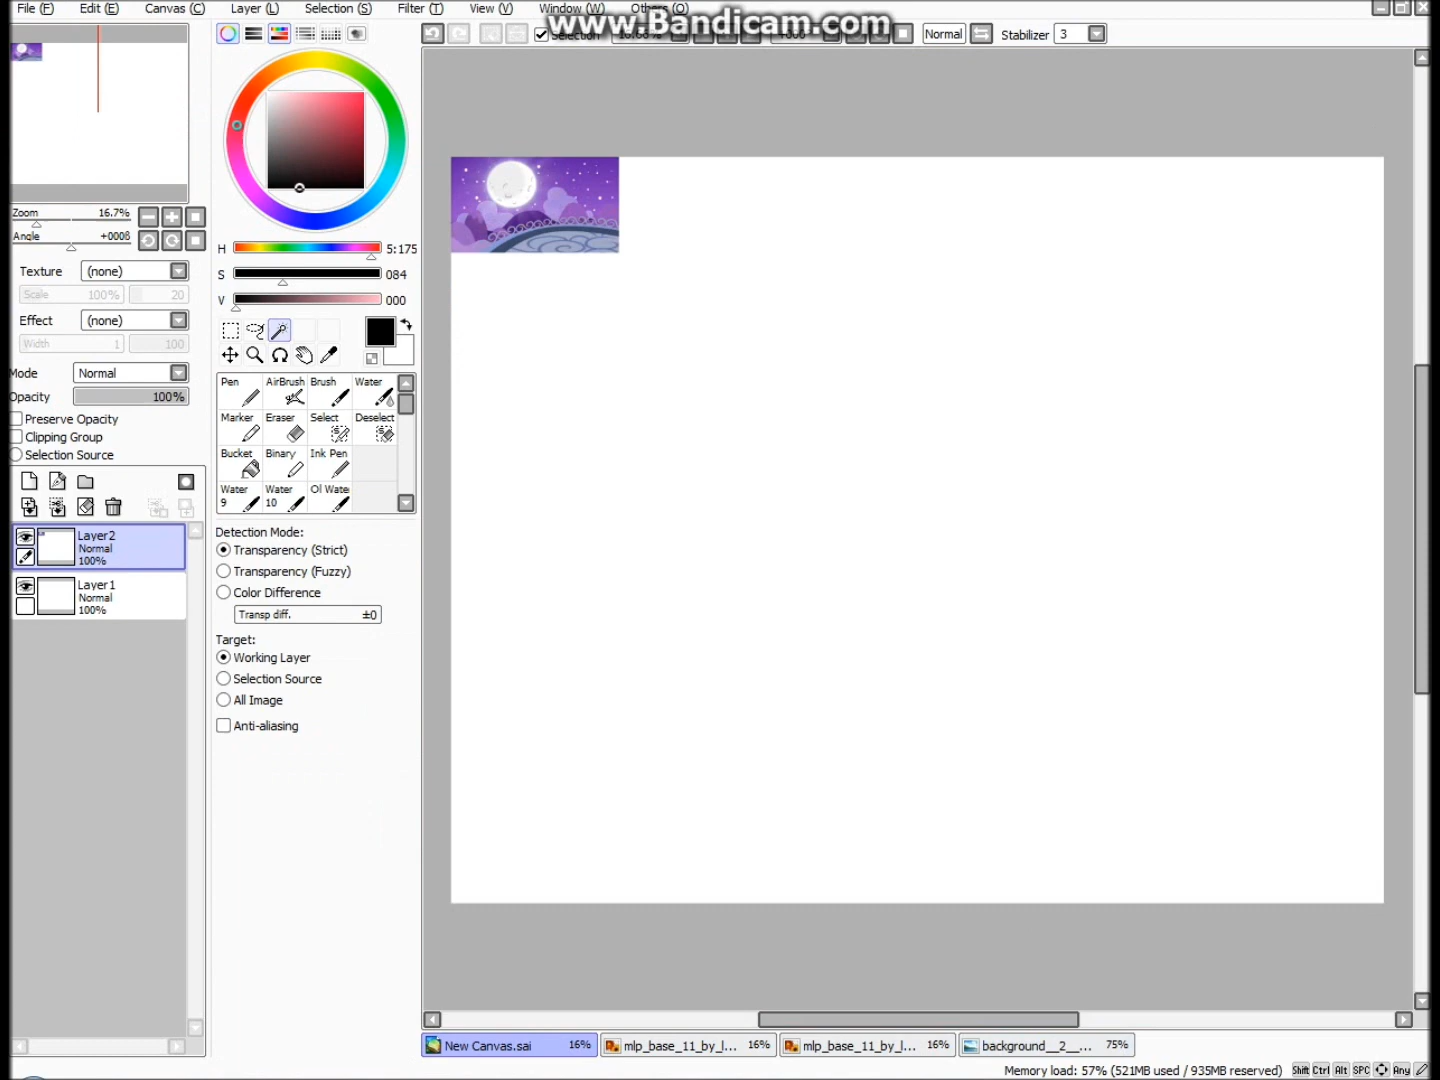 File (F) Edit (E) Canvas (C) Layer (L) Selection (S) Filter (T) View (V) Window (W) Others (O)
www.Bandicam.com
Selection
Normal Stabilizer 3
Zoom 16.7%
Angle +000ß
Texture (none)
Scale 100% 20
Effect (none)
Width 1 100
Mode Normal
Opacity 100%
Preserve Opacity
Clipping Group
Selection Source
Layer2
Normal
100%
Layer1
Normal
100%
H 5:175
S 084
V 000
Pen AirBrush Brush Water
Marker Eraser Select Deselect
Bucket Binary Ink Pen
Water 9 Water 10 Ol Wate
Detection Mode:
Transparency (Strict)
Transparency (Fuzzy)
Color Difference
Transp diff. ±0
Target:
Working Layer
Selection Source
All Image
Anti-aliasing
New Canvas.sai 16% mlp_base_11_by_l... 16% mlp_base_11_by_l... 16% background__2__... 75%
Memory load: 57% (521MB used / 935MB reserved) Shift Ctrl Alt SPC Any